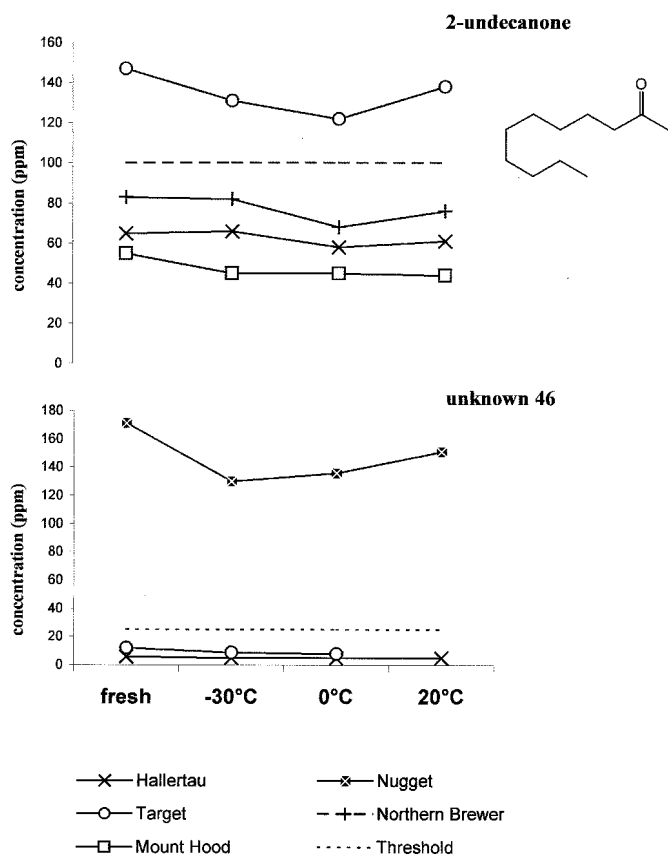 2-undecanone
160
140
120
100
80
60
40
20
0
concentration (ppm)
O
unknown 46
180
160
140
120
100
80
60
40
20
0
concentration (ppm)
fresh -30°C 0°C 20°C
Hallertau Nugget
Target Northern Brewer
Mount Hood Threshold